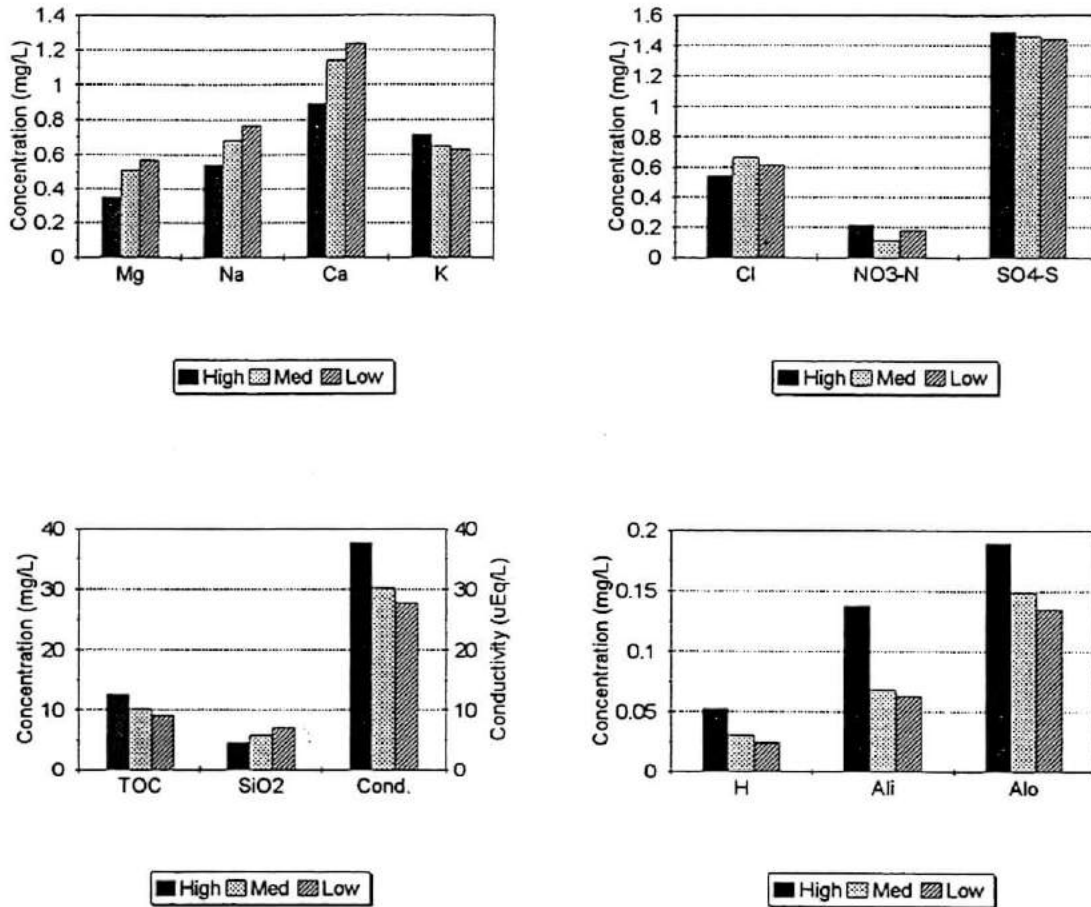 1.4
1.2
1
0.8
0.6
0.4
0.2
0
Concentration (mg/L)
Mg Na Ca K
High Med Low
1.6
1.4
1.2
1
0.8
0.6
0.4
0.2
0
Concentration (mg/L)
Cl NO3-N SO4-S
High Med Low
40
30
20
10
0
Concentration (mg/L)
40
30
20
10
0
Conductivity (uEq/L)
TOC SiO2 Cond.
High Med Low
0.2
0.15
0.1
0.05
0
Concentration (mg/L)
H Ali Alo
High Med Low